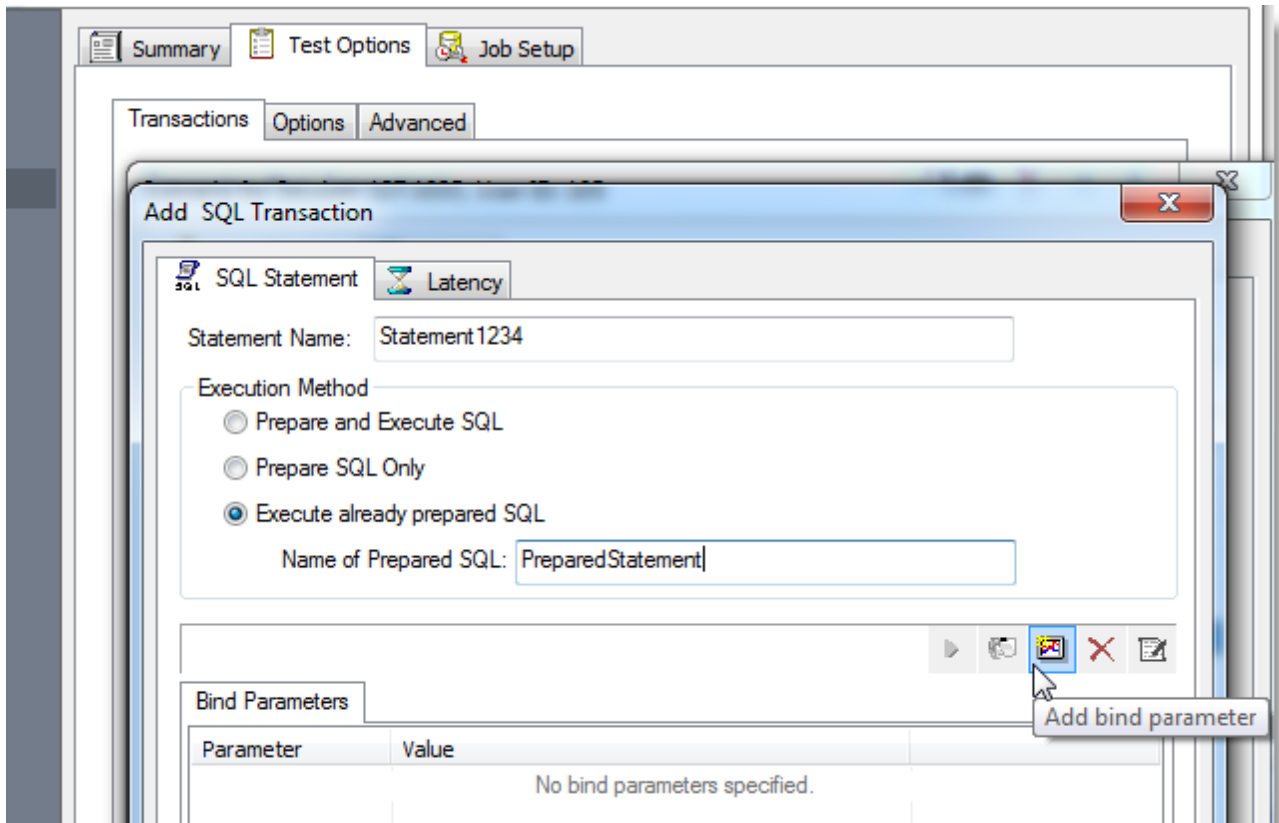 Summary Test Options Job Setup
Transactions Options Advanced
Add SQL Transaction
SQL SQL Statement Latency
Statement Name: Statement1234
Execution Method
Prepare and Execute SQL
Prepare SQL Only
Execute already prepared SQL
Name of Prepared SQL: PreparedStatement
Bind Parameters
Add bind parameter
Parameter Value
No bind parameters specified.